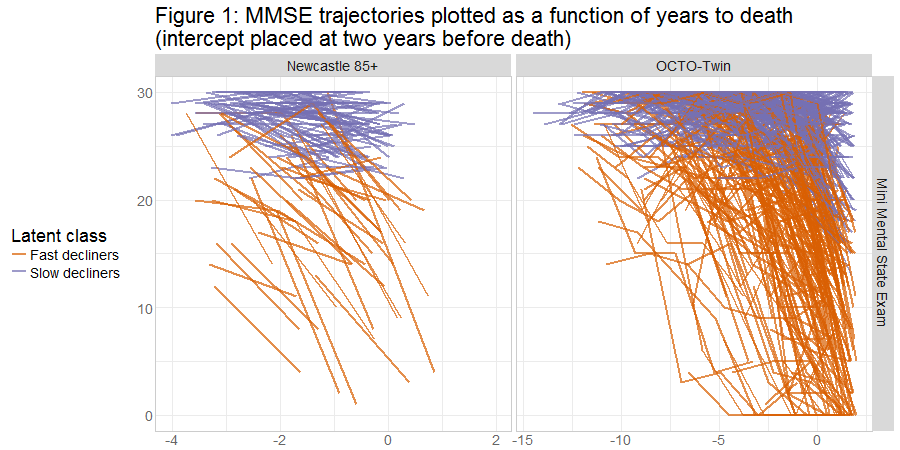 Figure 1: MMSE trajectories plotted as a function of years to death
(intercept placed at two years before death)
Newcastle 85+
OCTO-Twin
30
20
10
0
Mini Mental State Exam
Latent class
Fast decliners
Slow decliners
-4
-2
0
2
-15
-10
-5
0